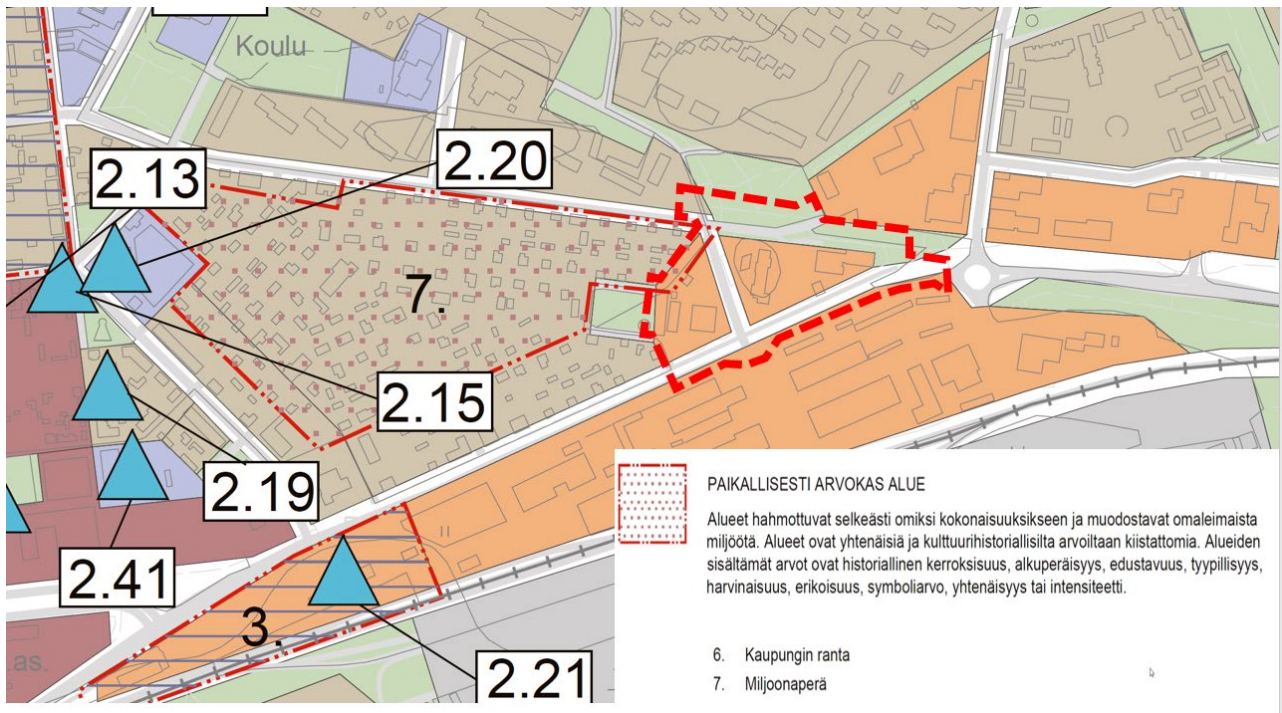 Koulu
2.13
2.20
7.
2.15
2.19
2.41
3.
2.21
as.
PAIKALLISESTI ARVOKAS ALUE
Alueet hahmottuvat selkeästi omiksi kokonaisuuksikseen ja muodostavat omaleimaista
miljöötä. Alueet ovat yhtenäisiä ja kulttuurihistoriallisilta arvoiltaan kiistattomia. Alueiden
sisältämät arvot ovat historiallinen kerroksisuus, alkuperäisyys, edustavuus, tyypillisyys,
harvinaisuus, erikoisuus, symboliarvo, yhtenäisyys tai intensiteetti.
6. Kaupungin ranta
7. Miljoonaperä